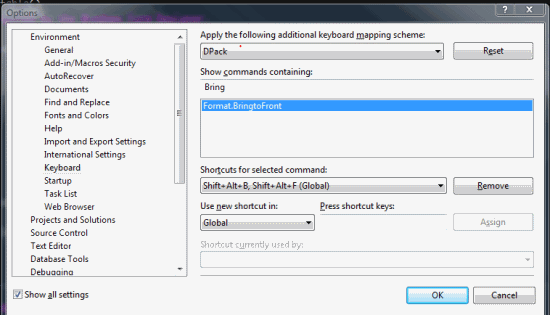 Options
Environment
General
Add-in/Macros Security
AutoRecover
Documents
Find and Replace
Fonts and Colors
Help
Import and Export Settings
International Settings
Keyboard
Startup
Task List
Web Browser
Projects and Solutions
Source Control
Text Editor
Database Tools
Debugging
Show all settings
Apply the following additional keyboard mapping scheme:
DPack
Reset
Show commands containing:
Bring
Format.BringtoFront
Shortcuts for selected command:
Shift+Alt+B, Shift+Alt+F (Global)
Remove
Use new shortcut in: Press shortcut keys:
Global
Assign
Shortcut currently used by:
OK Cancel